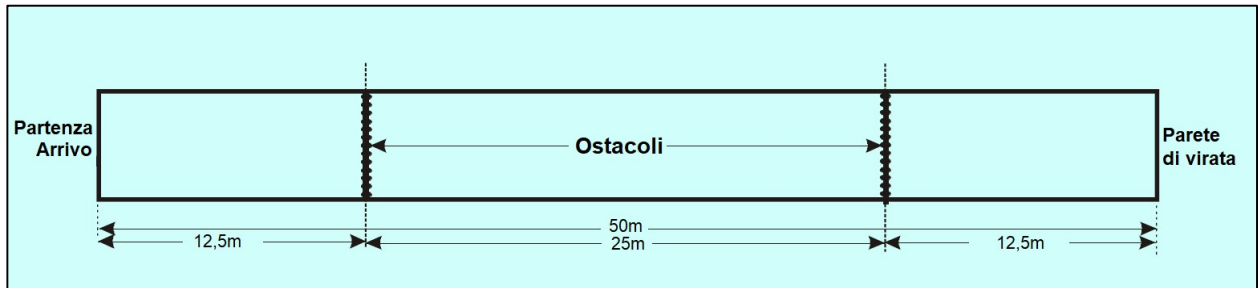 Partenza
Arrivo
Ostacoli
Parete
di virata
50m
12,5m
25m
12,5m